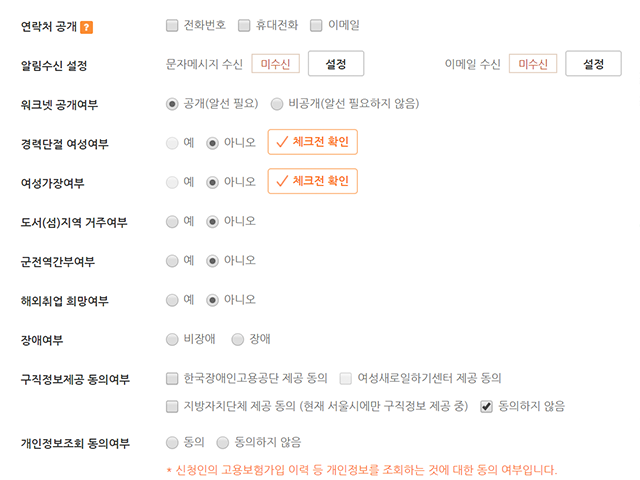 연락처 공개 ? 전화번호 휴대전화 이메일
알림수신 설정 문자메시지 수신 미수신 설정 이메일 수신 미수신 설정
워크넷 공개여부 공개(알선 필요) 비공개(알선 필요하지 않음)
경력단절 여성여부 예 아니오 체크전 확인
여성가장여부 예 아니오 체크전 확인
도서(섬)지역 거주여부 예 아니오
군전역간부여부 예 아니오
해외취업 희망여부 예 아니오
장애여부 비장애 장애
구직정보제공 동의여부 한국장애인고용공단 제공 동의 여성새로일하기센터 제공 동의
지방자치단체 제공 동의 (현재 서울시에만 구직정보 제공 중) 동의하지 않음
개인정보조회 동의여부 동의 동의하지 않음
* 신청인의 고용보험가입 이력 등 개인정보를 조회하는 것에 대한 동의 여부입니다.